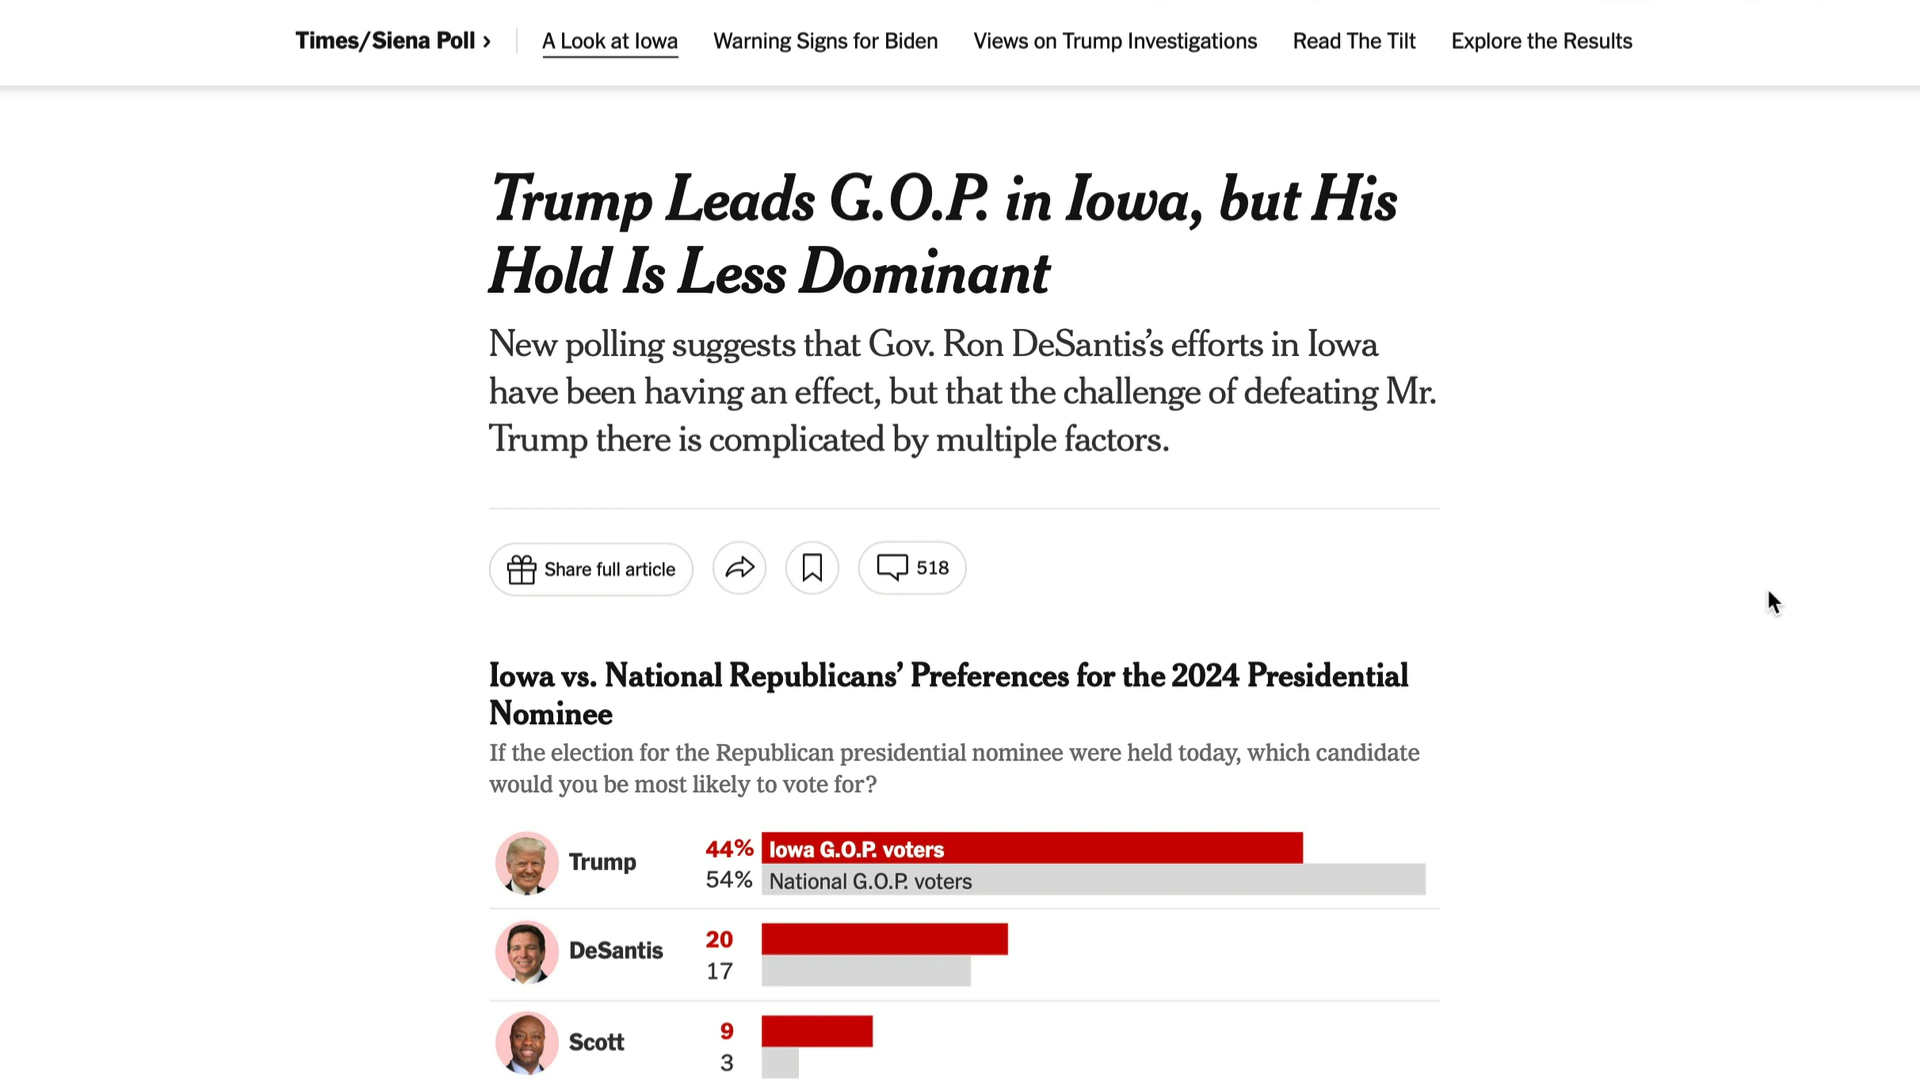 Times/Siena Poll › A Look at Iowa Warning Signs for Biden Views on Trump Investigations Read The Tilt Explore the Results
Trump Leads G.O.P. in Iowa, but His
Hold Is Less Dominant
New polling suggests that Gov. Ron DeSantis’s efforts in Iowa
have been having an effect, but that the challenge of defeating Mr.
Trump there is complicated by multiple factors.
Share full article 518
Iowa vs. National Republicans’ Preferences for the 2024 Presidential
Nominee
If the election for the Republican presidential nominee were held today, which candidate
would you be most likely to vote for?
Trump
44% Iowa G.O.P. voters
54% National G.O.P. voters
DeSantis
20
17
Scott
9
3